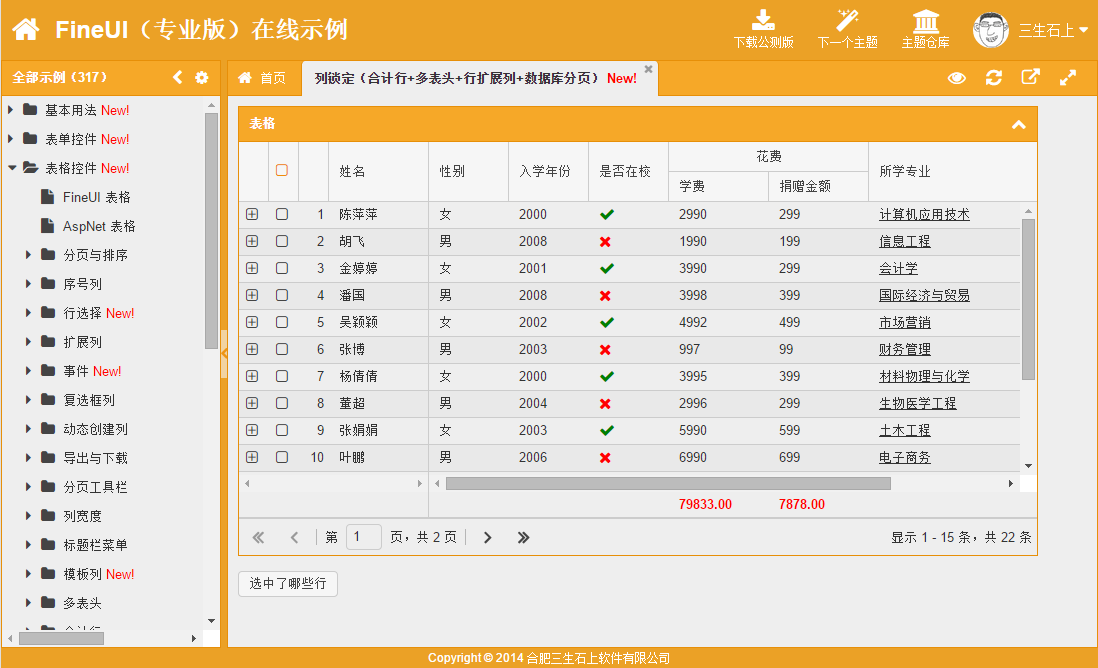 FineUI（专业版）在线示例
下载公测版
下一个主题
主题仓库
三生石上
全部示例（317）
首页
列锁定（合计行+多表头+行扩展列+数据库分页） New!
基本用法 New!
表单控件 New!
表格控件 New!
FineUI 表格
AspNet 表格
分页与排序
序号列
行选择 New!
扩展列
事件 New!
复选框列
动态创建列
导出与下载
分页工具栏
列宽度
标题栏菜单
模板列 New!
多表头
合计行
表格
姓名 性别 入学年份 是否在校 花费 所学专业
学费 捐赠金额
1 陈萍萍 女 2000 2990 299 计算机应用技术
2 胡飞 男 2008 1990 199 信息工程
3 金婷婷 女 2001 3990 299 会计学
4 潘国 男 2008 3998 399 国际经济与贸易
5 吴颖颖 女 2002 4992 499 市场营销
6 张博 男 2003 997 99 财务管理
7 杨倩倩 女 2000 3995 399 材料物理与化学
8 董超 男 2004 2996 299 生物医学工程
9 张娟娟 女 2003 5990 599 土木工程
10 叶鹏 男 2006 6990 699 电子商务
79833.00 7878.00
第 1 页，共 2 页
显示 1 - 15 条，共 22 条
选中了哪些行
Copyright © 2014 合肥三生石上软件有限公司